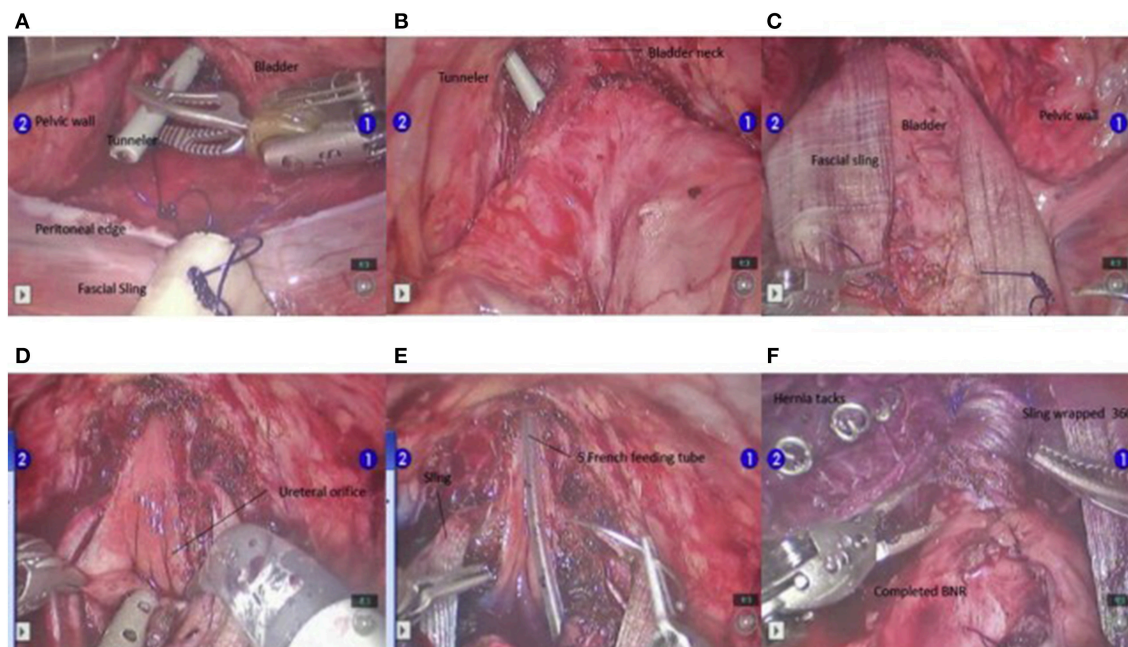 A
B
C
Bladder
2
Pelvic wall
Tunneler
1
Peritoneal edge
Fascial Sling
Bladder neck
Tunneler
2
1
2
Bladder
Pelvic wall
1
Fascial sling
D
E
F
2
1
Ureteral orifice
2
1
5 French feeding tube
Sling
Hernia tacks
Sling wrapped 36
2
1
Completed BNR